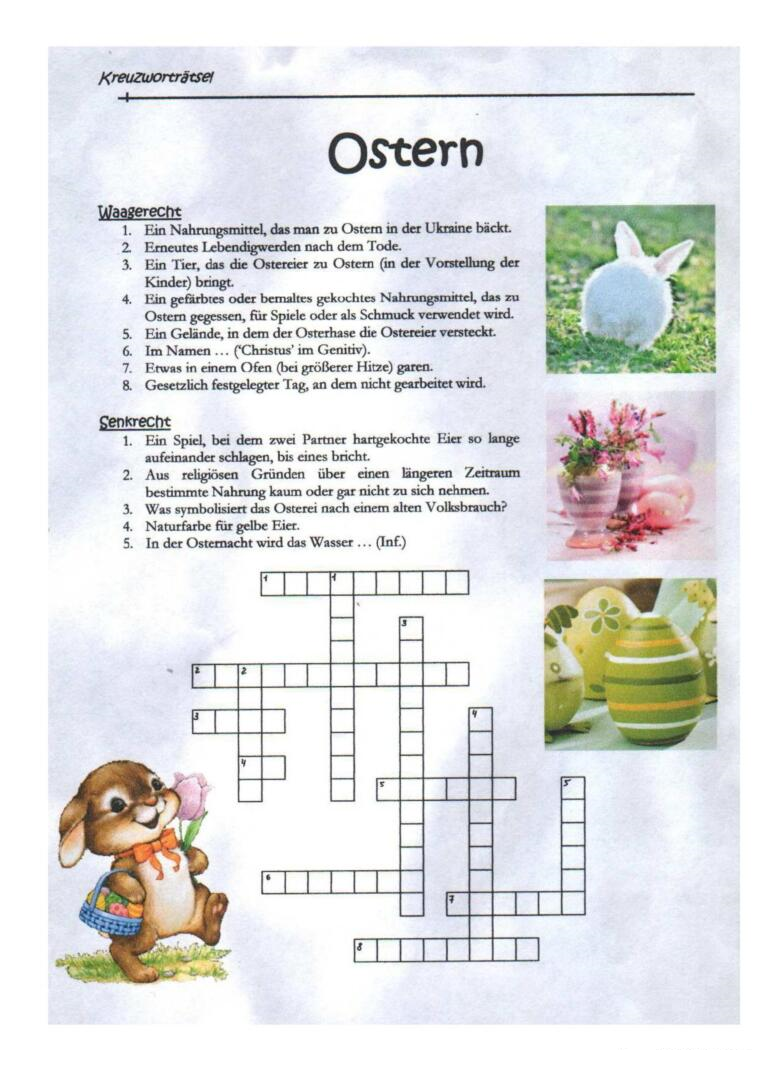 Kreuzworträtsel
Ostern
Waagerecht
1. Ein Nahrungsmittel, das man zu Ostern in der Ukraine bäckt.
2. Erneutes Lebendigwerden nach dem Tode.
3. Ein Tier, das die Ostereier zu Ostern (in der Vorstellung der
Kinder) bringt.
4. Ein gefärbtes oder bemaltes gekochtes Nahrungsmittel, das zu
Ostern gegessen, für Spiele oder als Schmuck verwendet wird.
5. Ein Gelände, in dem der Osterhase die Ostereier versteckt.
6. Im Namen … (‘Christus’ im Genitiv).
7. Etwas in einem Ofen (bei größerer Hitze) garen.
8. Gesetzlich festgelegter Tag, an dem nicht gearbeitet wird.
Senkrecht
1. Ein Spiel, bei dem zwei Partner hartgekochte Eier so lange
aufeinander schlagen, bis eines bricht.
2. Aus religiösen Gründen über einen längeren Zeitraum
bestimmte Nahrung kaum oder gar nicht zu sich nehmen.
3. Was symbolisiert das Osterei nach einem alten Volksbrauch?
4. Naturfarbe für gelbe Eier.
5. In der Osternacht wird das Wasser … (Inf.)
1 1
3
2 2
3 4
4
5 5
6
7
8